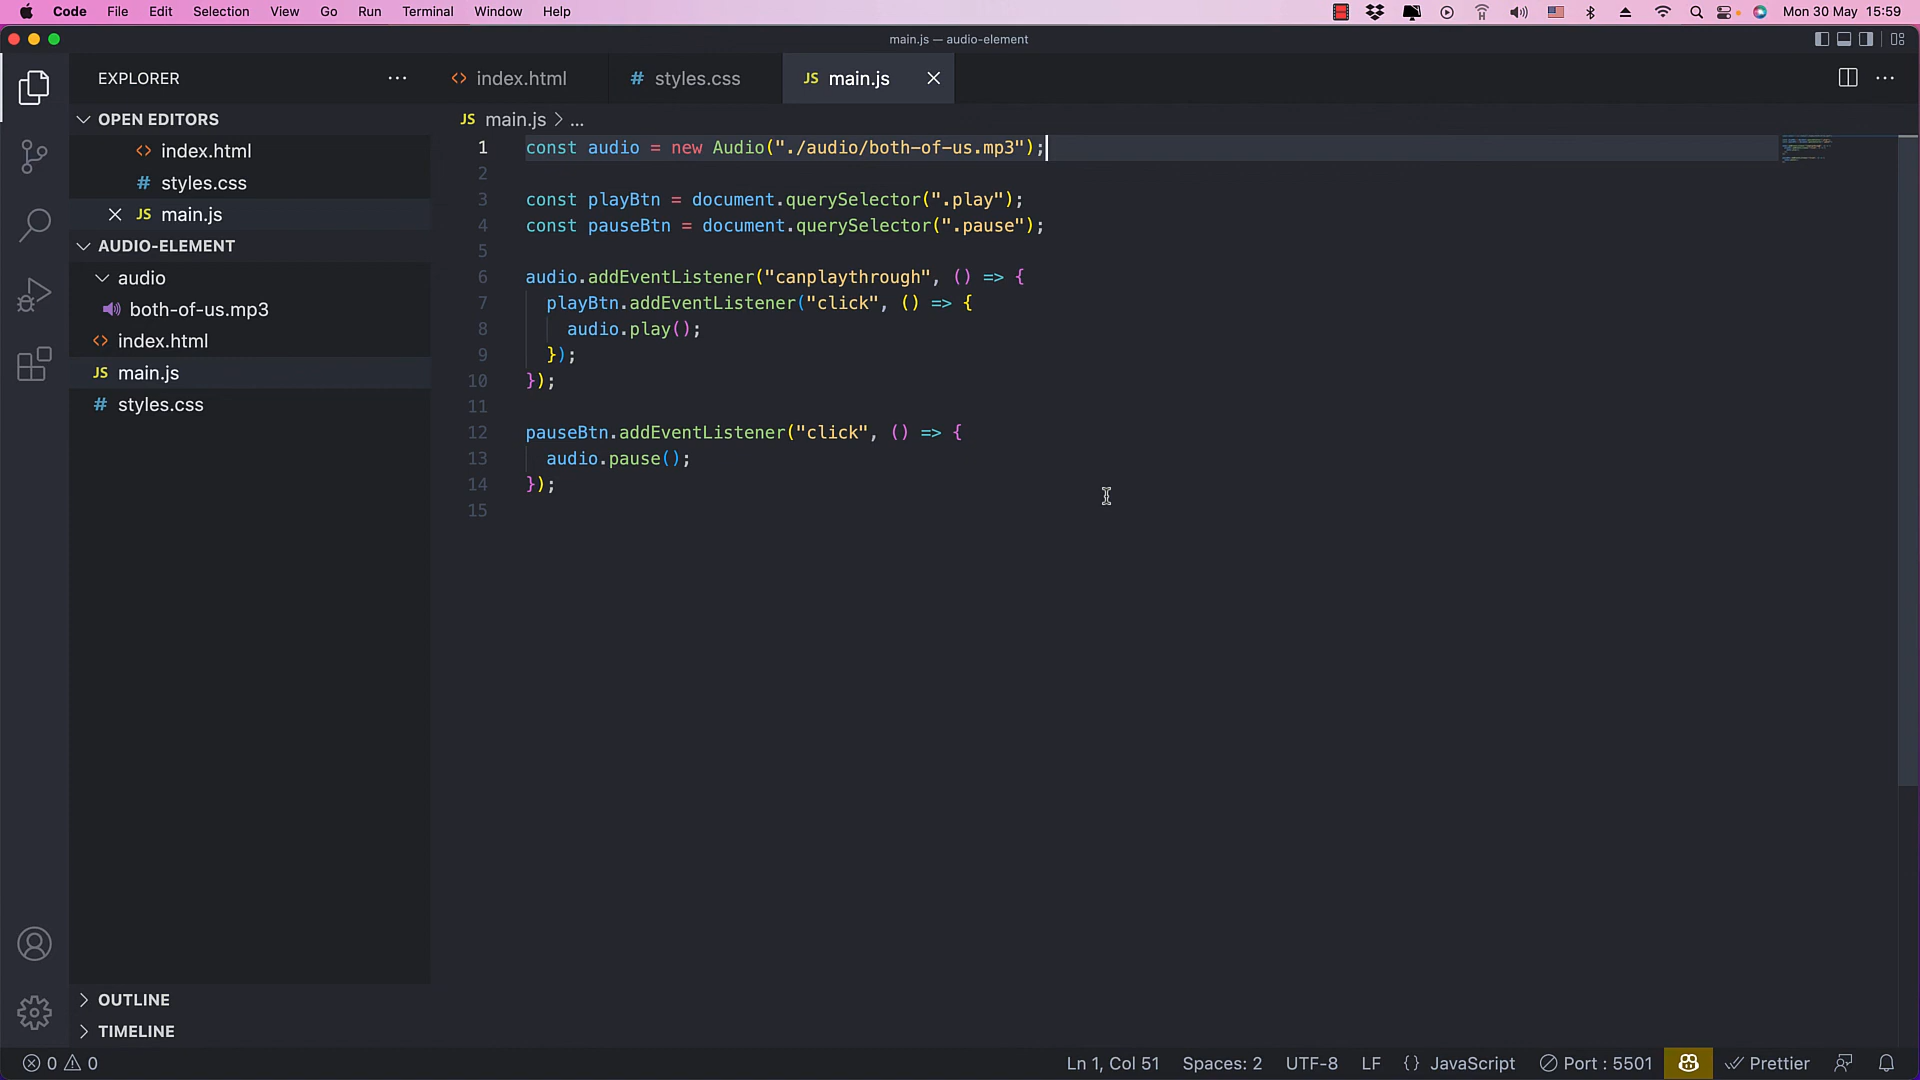 Code File Edit Selection View Go Run Terminal Window Help Mon 30 May 15:59
main.js — audio-element
EXPLORER
index.html
styles.css
main.js
OPEN EDITORS
index.html
styles.css
JS main.js
AUDIO-ELEMENT
audio
both-of-us.mp3
index.html
JS main.js
# styles.css
OUTLINE
TIMELINE
JS main.js > ...
1 const audio = new Audio("./audio/both-of-us.mp3");
2
3 const playBtn = document.querySelector(".play");
4 const pauseBtn = document.querySelector(".pause");
5
6 audio.addEventListener("canplaythrough", () => {
7 playBtn.addEventListener("click", () => {
8 audio.play();
9 });
10 });
11
12 pauseBtn.addEventListener("click", () => {
13 audio.pause();
14 });
15
0 0 Ln 1, Col 51 Spaces: 2 UTF-8 LF {} JavaScript Port : 5501 Prettier